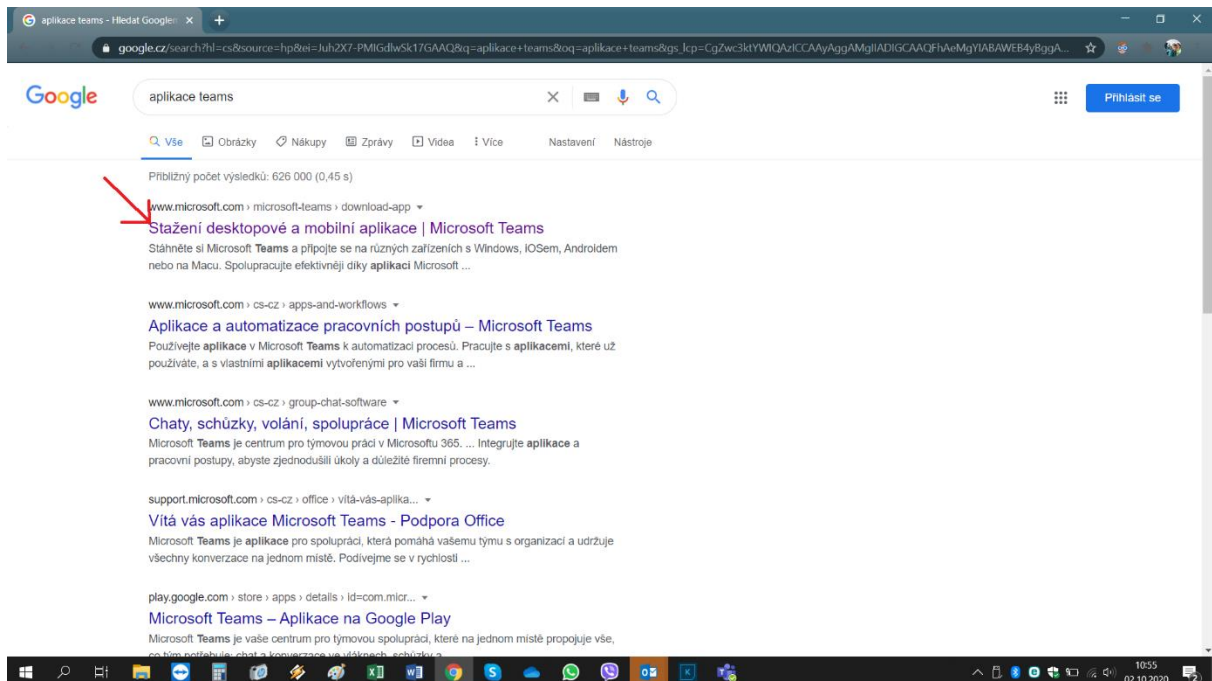 aplikace teams - Hledat Googlem
google.cz/search?hl=cs&source=hp&ei=Juh2X7-PMIGdlwSk17GAAQ&q=aplikace+teams&oq=aplikace+teams&gs_lcp=
Google
aplikace teams
Přihlásit se
Vše Obrázky Nákupy Zprávy Videa Více Nastavení Nástroje
Přibližný počet výsledků: 626 000 (0,45 s)
www.microsoft.com › microsoft-teams › download-app
Stažení desktopové a mobilní aplikace | Microsoft Teams
Stáhněte si Microsoft Teams a připojte se na různých zařízeních s Windows, iOSem, Androidem
nebo na Macu. Spolupracujte efektivněji díky aplikaci Microsoft ...
www.microsoft.com › cs-cz › apps-and-workflows
Aplikace a automatizace pracovních postupů – Microsoft Teams
Používejte aplikace v Microsoft Teams k automatizaci procesů. Pracujte s aplikacemi, které už
používáte, a s vlastními aplikacemi vytvořenými pro vaši firmu a ...
www.microsoft.com › cs-cz › group-chat-software
Chaty, schůzky, volání, spolupráce | Microsoft Teams
Microsoft Teams je centrum pro týmovou práci v Microsoftu 365. ... Integrujte aplikace a
pracovní postupy, abyste zjednodušili úkoly a důležité firemní procesy.
support.microsoft.com › cs-cz › office › vítá-vás-aplika...
Vítá vás aplikace Microsoft Teams - Podpora Office
Microsoft Teams je aplikace pro spolupráci, která pomáhá vašemu týmu s organizací a udržuje
všechny konverzace na jednom místě. Podívejme se v rychlosti ...
play.google.com › store › apps › details › id=com.micr...
Microsoft Teams – Aplikace na Google Play
Microsoft Teams je vaše centrum pro týmovou spolupráci, které na jednom místě propojuje vše,
co tým potřebuje: chat a konverzace ve vláknech, schůzky a
10:55
02.10.2020